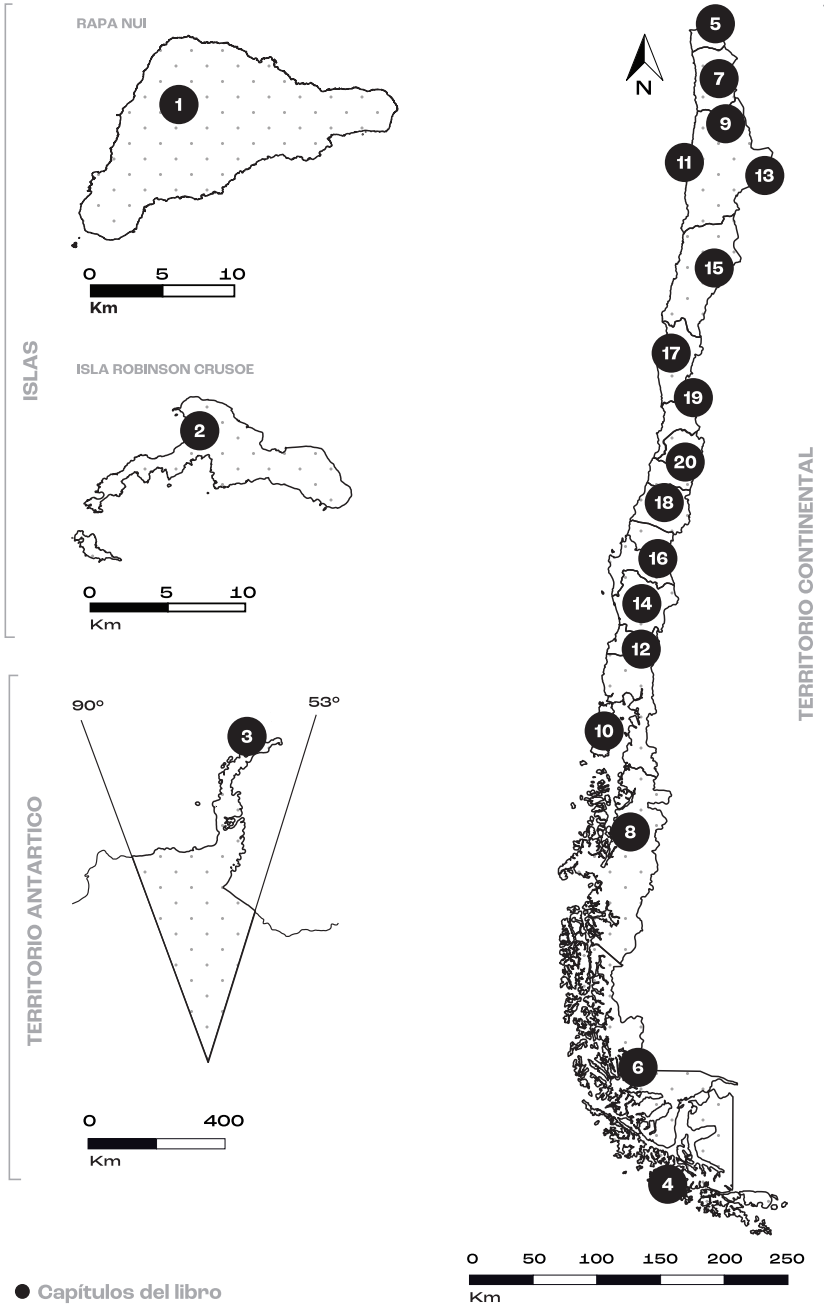 RAPA NUI
1
0 5 10
Km
ISLAS
ISLA ROBINSON CRUSOE
2
0 5 10
Km
90º
53º
3
TERRITORIO ANTARTICO
0 400
Km
Capítulos del libro
N
5
7
9
11
13
15
17
19
20
18
16
14
12
10
8
6
4
TERRITORIO CONTINENTAL
0 50 100 150 200 250
Km